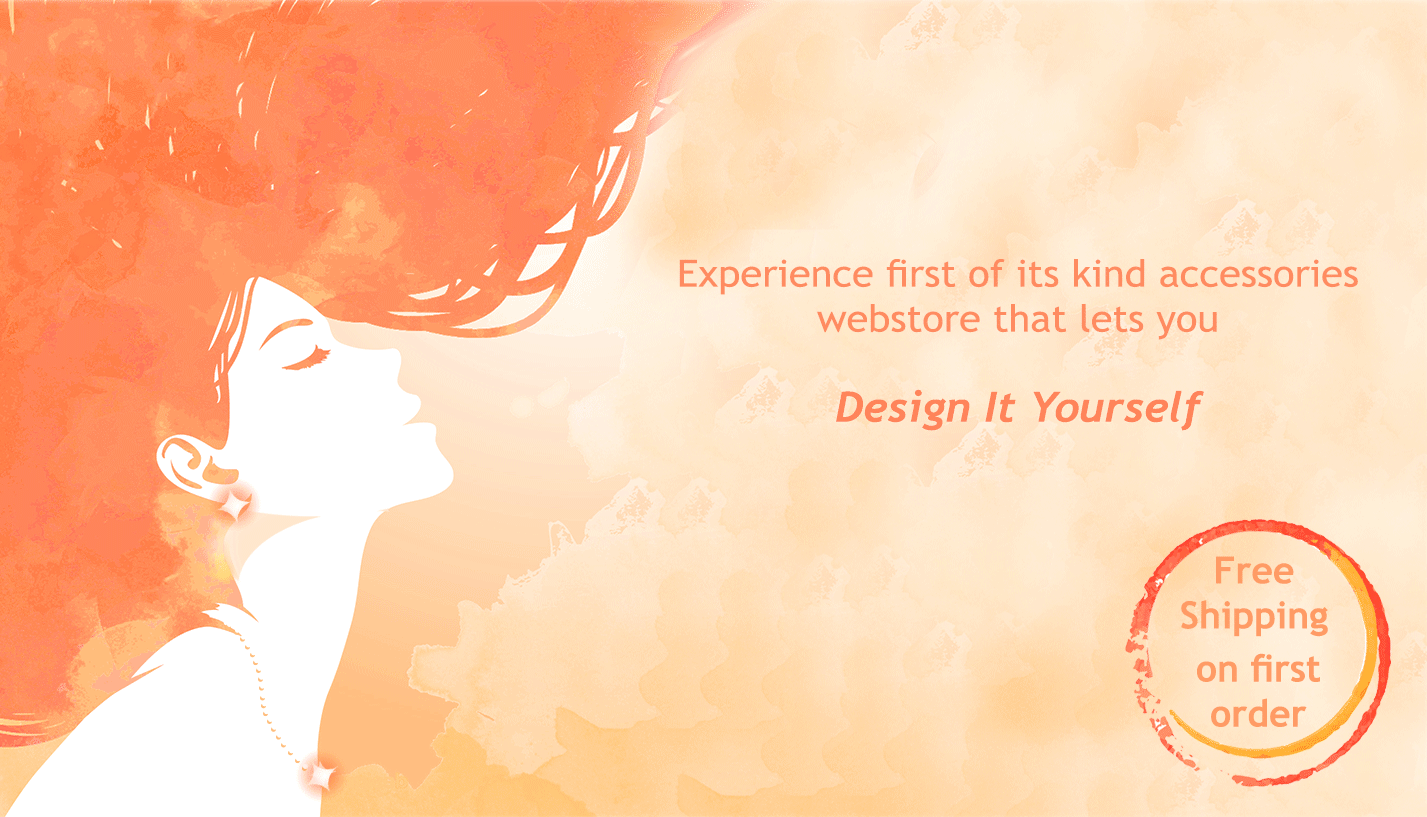 Experience first of its kind accessories
webstore that lets you
Design It Yourself
Free
Shipping
on first
order